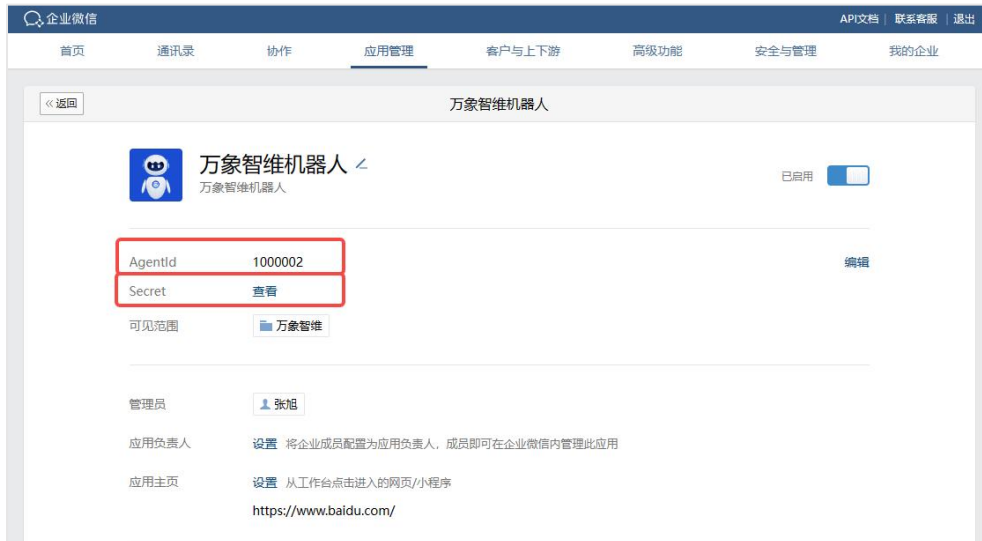 企业微信 API文档 | 联系客服 | 退出
首页 通讯录 协作 应用管理 客户与上下游 高级功能 安全与管理 我的企业
«返回 万象智维机器人
万象智维机器人
万象智维机器人
已启用
AgentId 1000002 编辑
Secret 查看
可见范围 万象智维
管理员 张旭
应用负责人 设置 将企业成员配置为应用负责人，成员即可在企业微信内管理此应用
应用主页 设置 从工作台点击进入的网页/小程序
https://www.baidu.com/